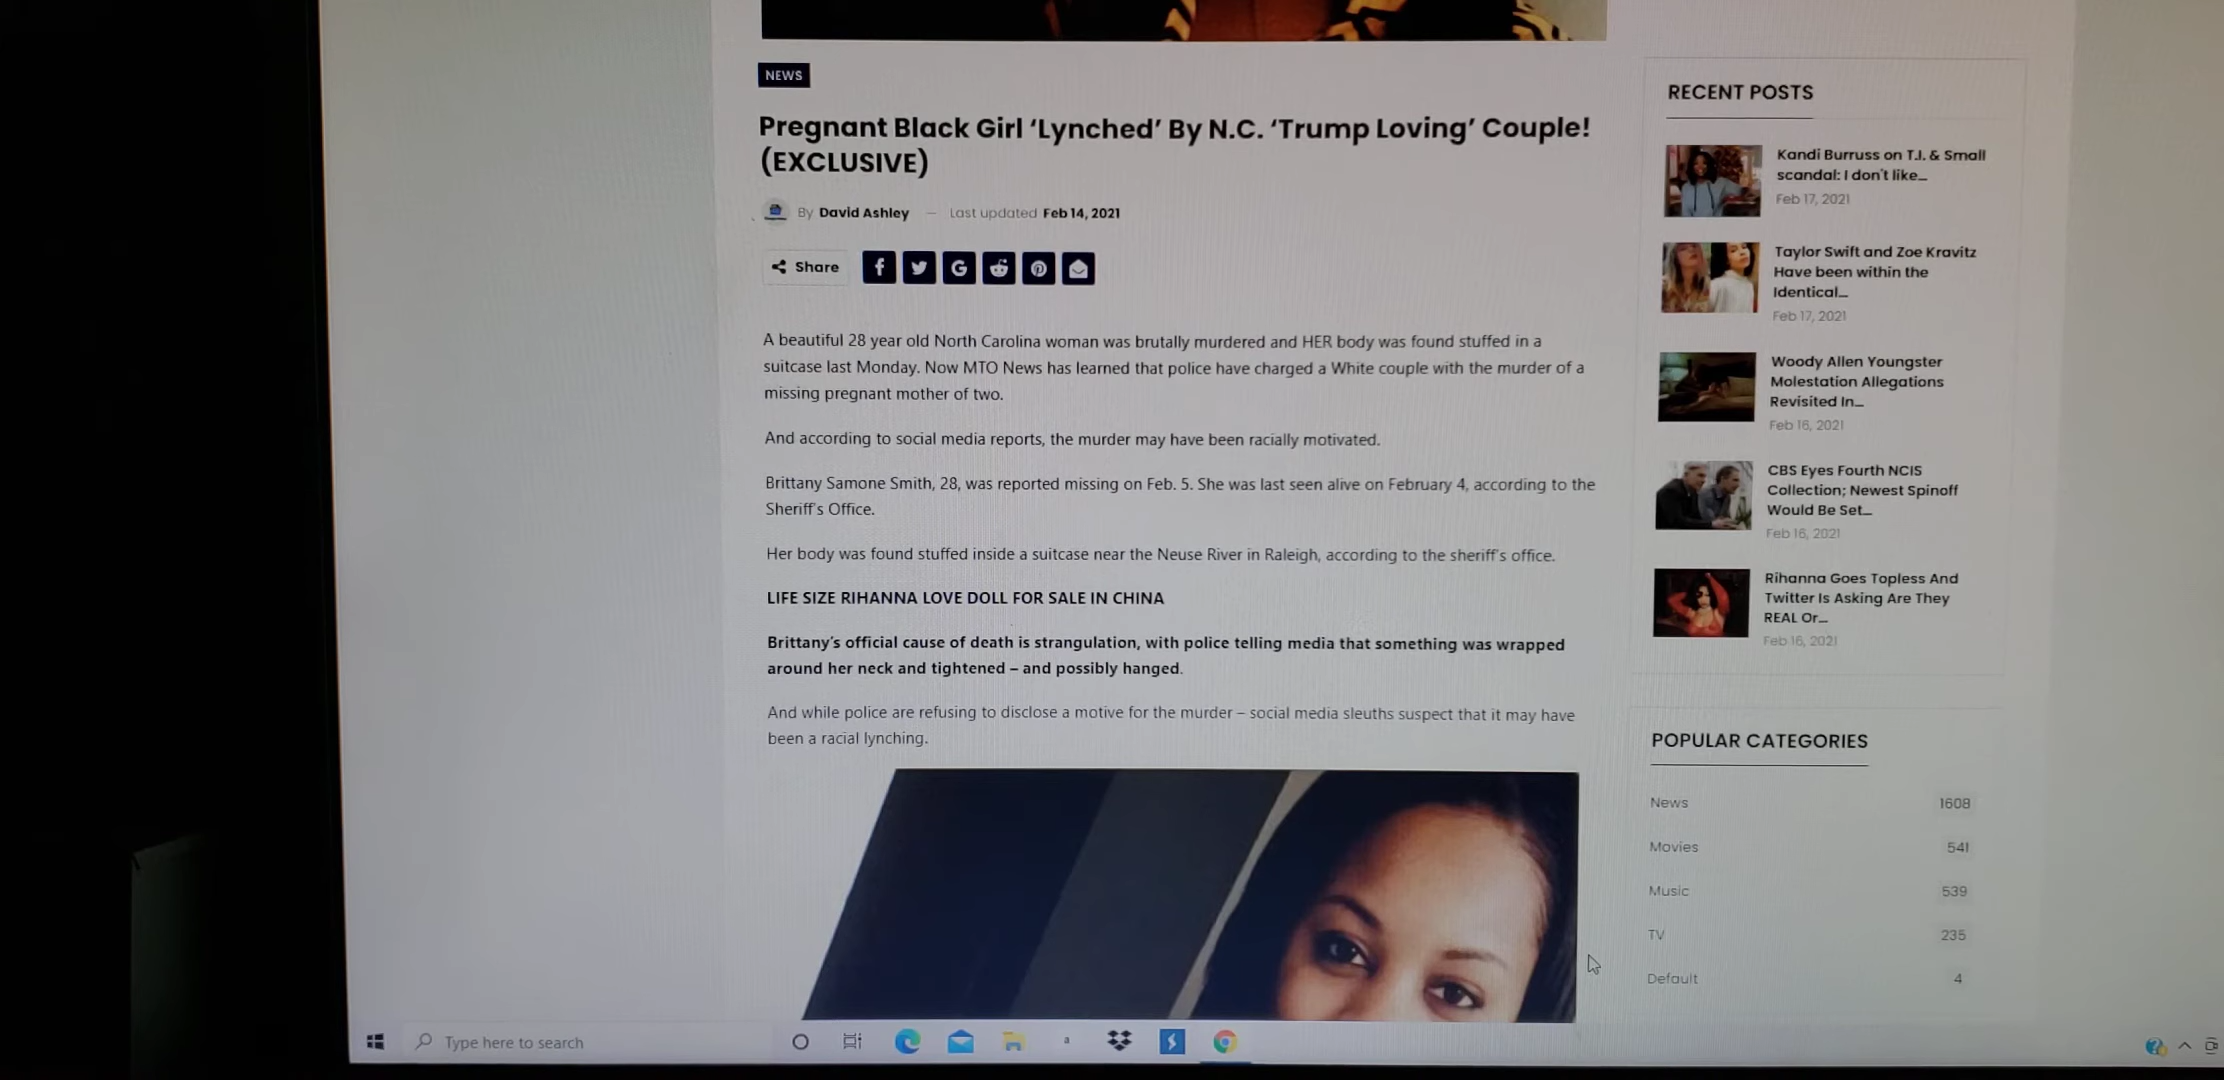 NEWS
Pregnant Black Girl ‘Lynched’ By N.C. ‘Trump Loving’ Couple!
(EXCLUSIVE)
By David Ashley — Last updated Feb 14, 2021
Share
A beautiful 28 year old North Carolina woman was brutally murdered and HER body was found stuffed in a
suitcase last Monday. Now MTO News has learned that police have charged a White couple with the murder of a
missing pregnant mother of two.
And according to social media reports, the murder may have been racially motivated.
Brittany Samone Smith, 28, was reported missing on Feb. 5. She was last seen alive on February 4, according to the
Sheriff’s Office.
Her body was found stuffed inside a suitcase near the Neuse River in Raleigh, according to the sheriff’s office.
LIFE SIZE RIHANNA LOVE DOLL FOR SALE IN CHINA
Brittany’s official cause of death is strangulation, with police telling media that something was wrapped
around her neck and tightened – and possibly hanged.
And while police are refusing to disclose a motive for the murder – social media sleuths suspect that it may have
been a racial lynching.
RECENT POSTS
Kandi Burruss on T.I. & Small
scandal: I don't like…
Feb 17, 2021
Taylor Swift and Zoe Kravitz
Have been within the
Identical…
Feb 17, 2021
Woody Allen Youngster
Molestation Allegations
Revisited In…
Feb 16, 2021
CBS Eyes Fourth NCIS
Collection; Newest Spinoff
Would Be Set…
Feb 16, 2021
Rihanna Goes Topless And
Twitter Is Asking Are They
REAL Or…
Feb 16, 2021
POPULAR CATEGORIES
News 1608
Movies 541
Music 539
TV 235
Default 4
Type here to search